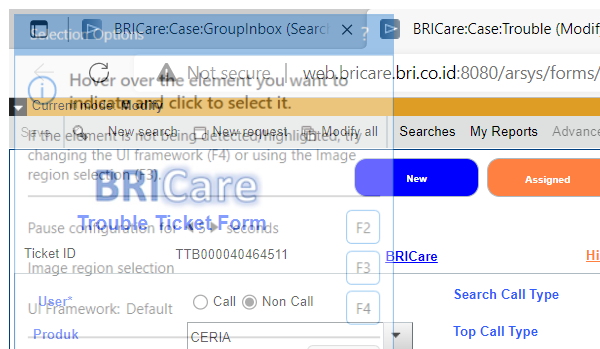 BRICare:Case:GroupInbox (Search
BRICare:Case:Trouble (Modif
Selection Options
?
Not secure
web.bricare.bri.co.id:8080/arsys/forms/
Hover over the element you want to
indicate and click to select it.
Current mode: Modify
Save
New search
New request
Modify all
Searches
My Reports
Advance
If the element is not being detected/highlighted, try
changing the UI framework (F4) or using the Image
region selection (F3).
New
Assigned
BRICare
Trouble Ticket Form
Pause configuration for < 5 > seconds
F2
Ticket ID
TTB000040464511
BRICare
Hi
Image region selection
F3
User*
Call
Non Call
Search Call Type
UI Framework: Default
F4
Produk
CERIA
Top Call Type